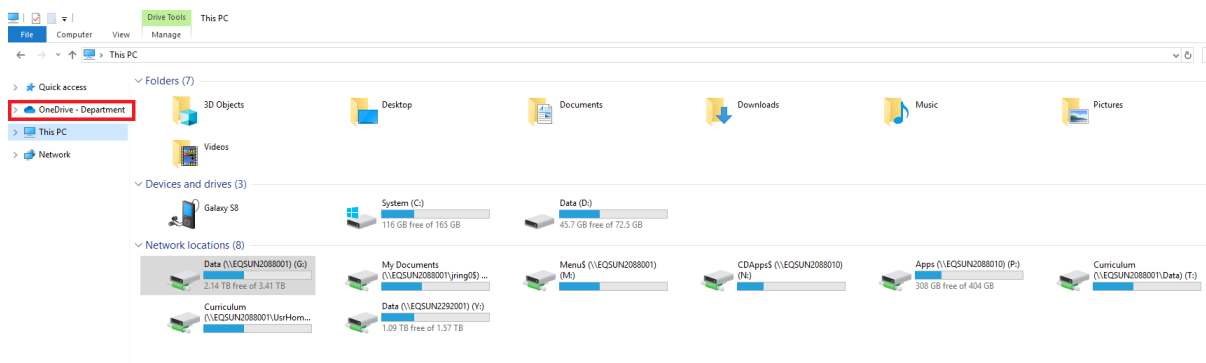 Drive Tools This PC
File Computer View Manage
This PC
Quick access
OneDrive - Department
This PC
Network
Folders (7)
3D Objects
Desktop
Documents
Downloads
Music
Pictures
Videos
Devices and drives (3)
Galaxy S8
System (C:)
116 GB free of 165 GB
Data (D:)
45.7 GB free of 72.5 GB
Network locations (8)
Data (\\EQSUN2088001) (G:)
2.14 TB free of 3.41 TB
My Documents
(\\EQSUN2088001\jring0$) ...
Menu$ (\\EQSUN2088001)
(M:)
CDApps$ (\\EQSUN2088010)
(N:)
Apps (\\EQSUN2088010) (P:)
308 GB free of 404 GB
Curriculum
(\\EQSUN2088001\Data) (T:)
Curriculum
(\\EQSUN2088001\UsrHom...
Data (\\EQSUN2292001) (Y:)
1.09 TB free of 1.57 TB